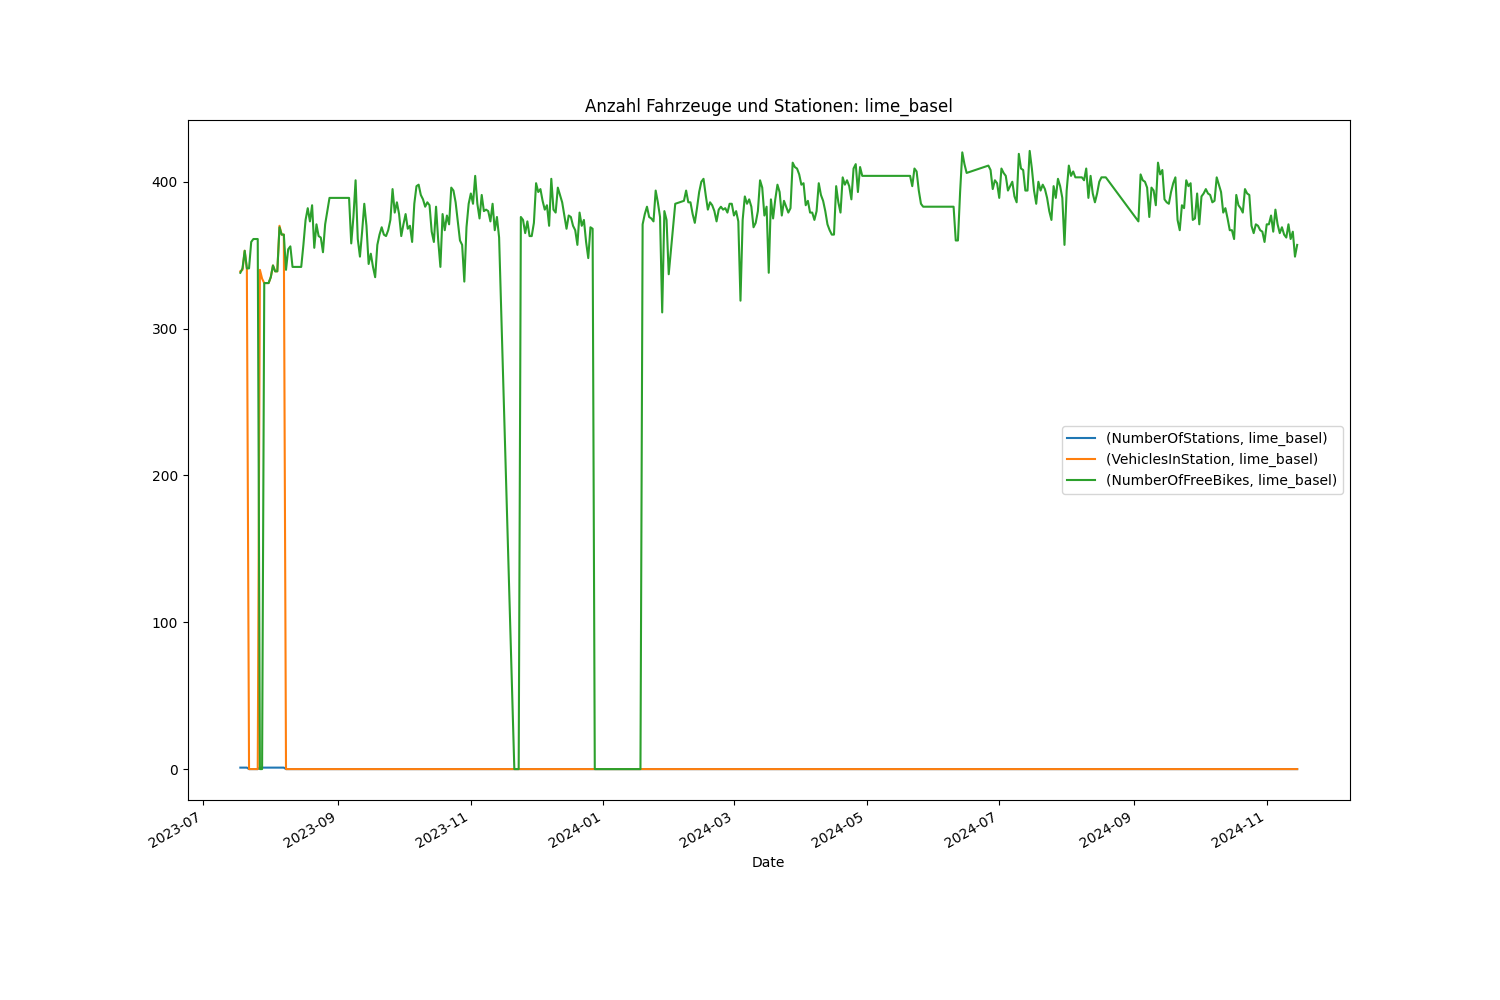 Anzahl Fahrzeuge und Stationen: lime_basel
400
300
200
100
0
(NumberOfStations, lime_basel)
(VehiclesInStation, lime_basel)
(NumberOfFreeBikes, lime_basel)
2023-07
2023-09
2023-11
2024-01
2024-03
2024-05
2024-07
2024-09
2024-11
Date